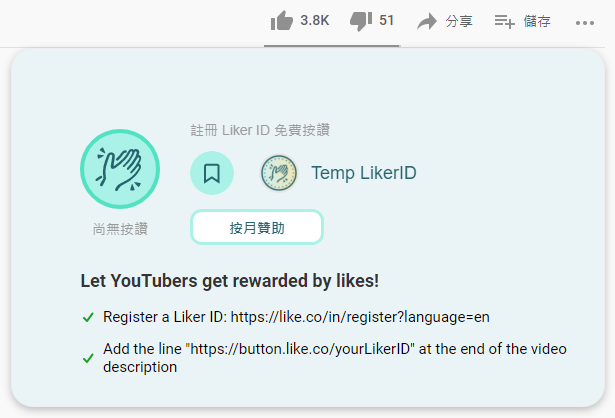 3.8K 51 分享 儲存
註冊 Liker ID 免費按讚
Temp LikerID
尚無按讚
按月贊助
Let YouTubers get rewarded by likes!
Register a Liker ID: https://like.co/in/register?language=en
Add the line "https://button.like.co/yourLikerID" at the end of the video
description